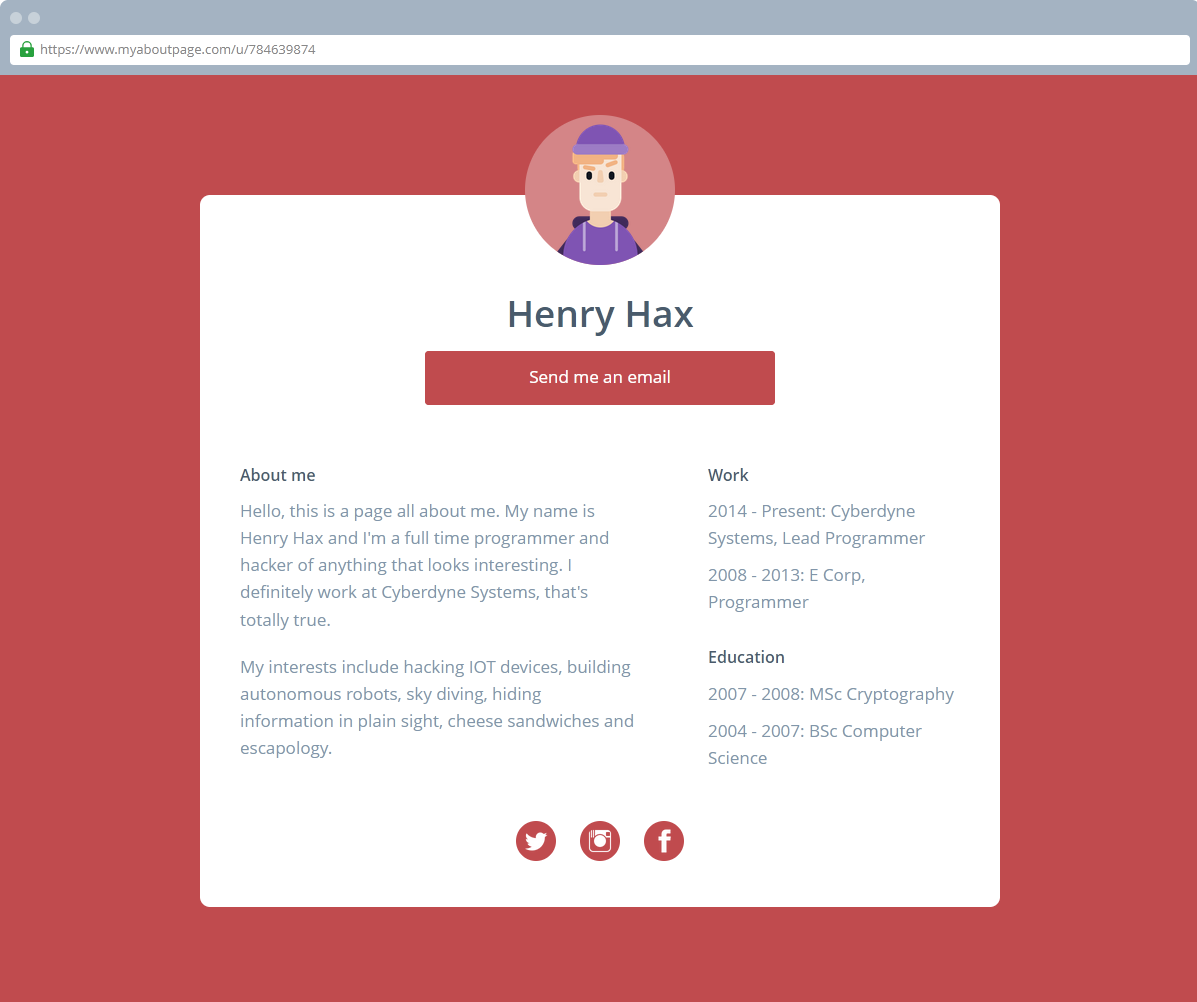 https://www.myaboutpage.com/u/784639874
Henry Hax
Send me an email
About me
Hello, this is a page all about me. My name is
Henry Hax and I'm a full time programmer and
hacker of anything that looks interesting. I
definitely work at Cyberdyne Systems, that's
totally true.
My interests include hacking IOT devices, building
autonomous robots, sky diving, hiding
information in plain sight, cheese sandwiches and
escapology.
Work
2014 - Present: Cyberdyne
Systems, Lead Programmer
2008 - 2013: E Corp,
Programmer
Education
2007 - 2008: MSc Cryptography
2004 - 2007: BSc Computer
Science